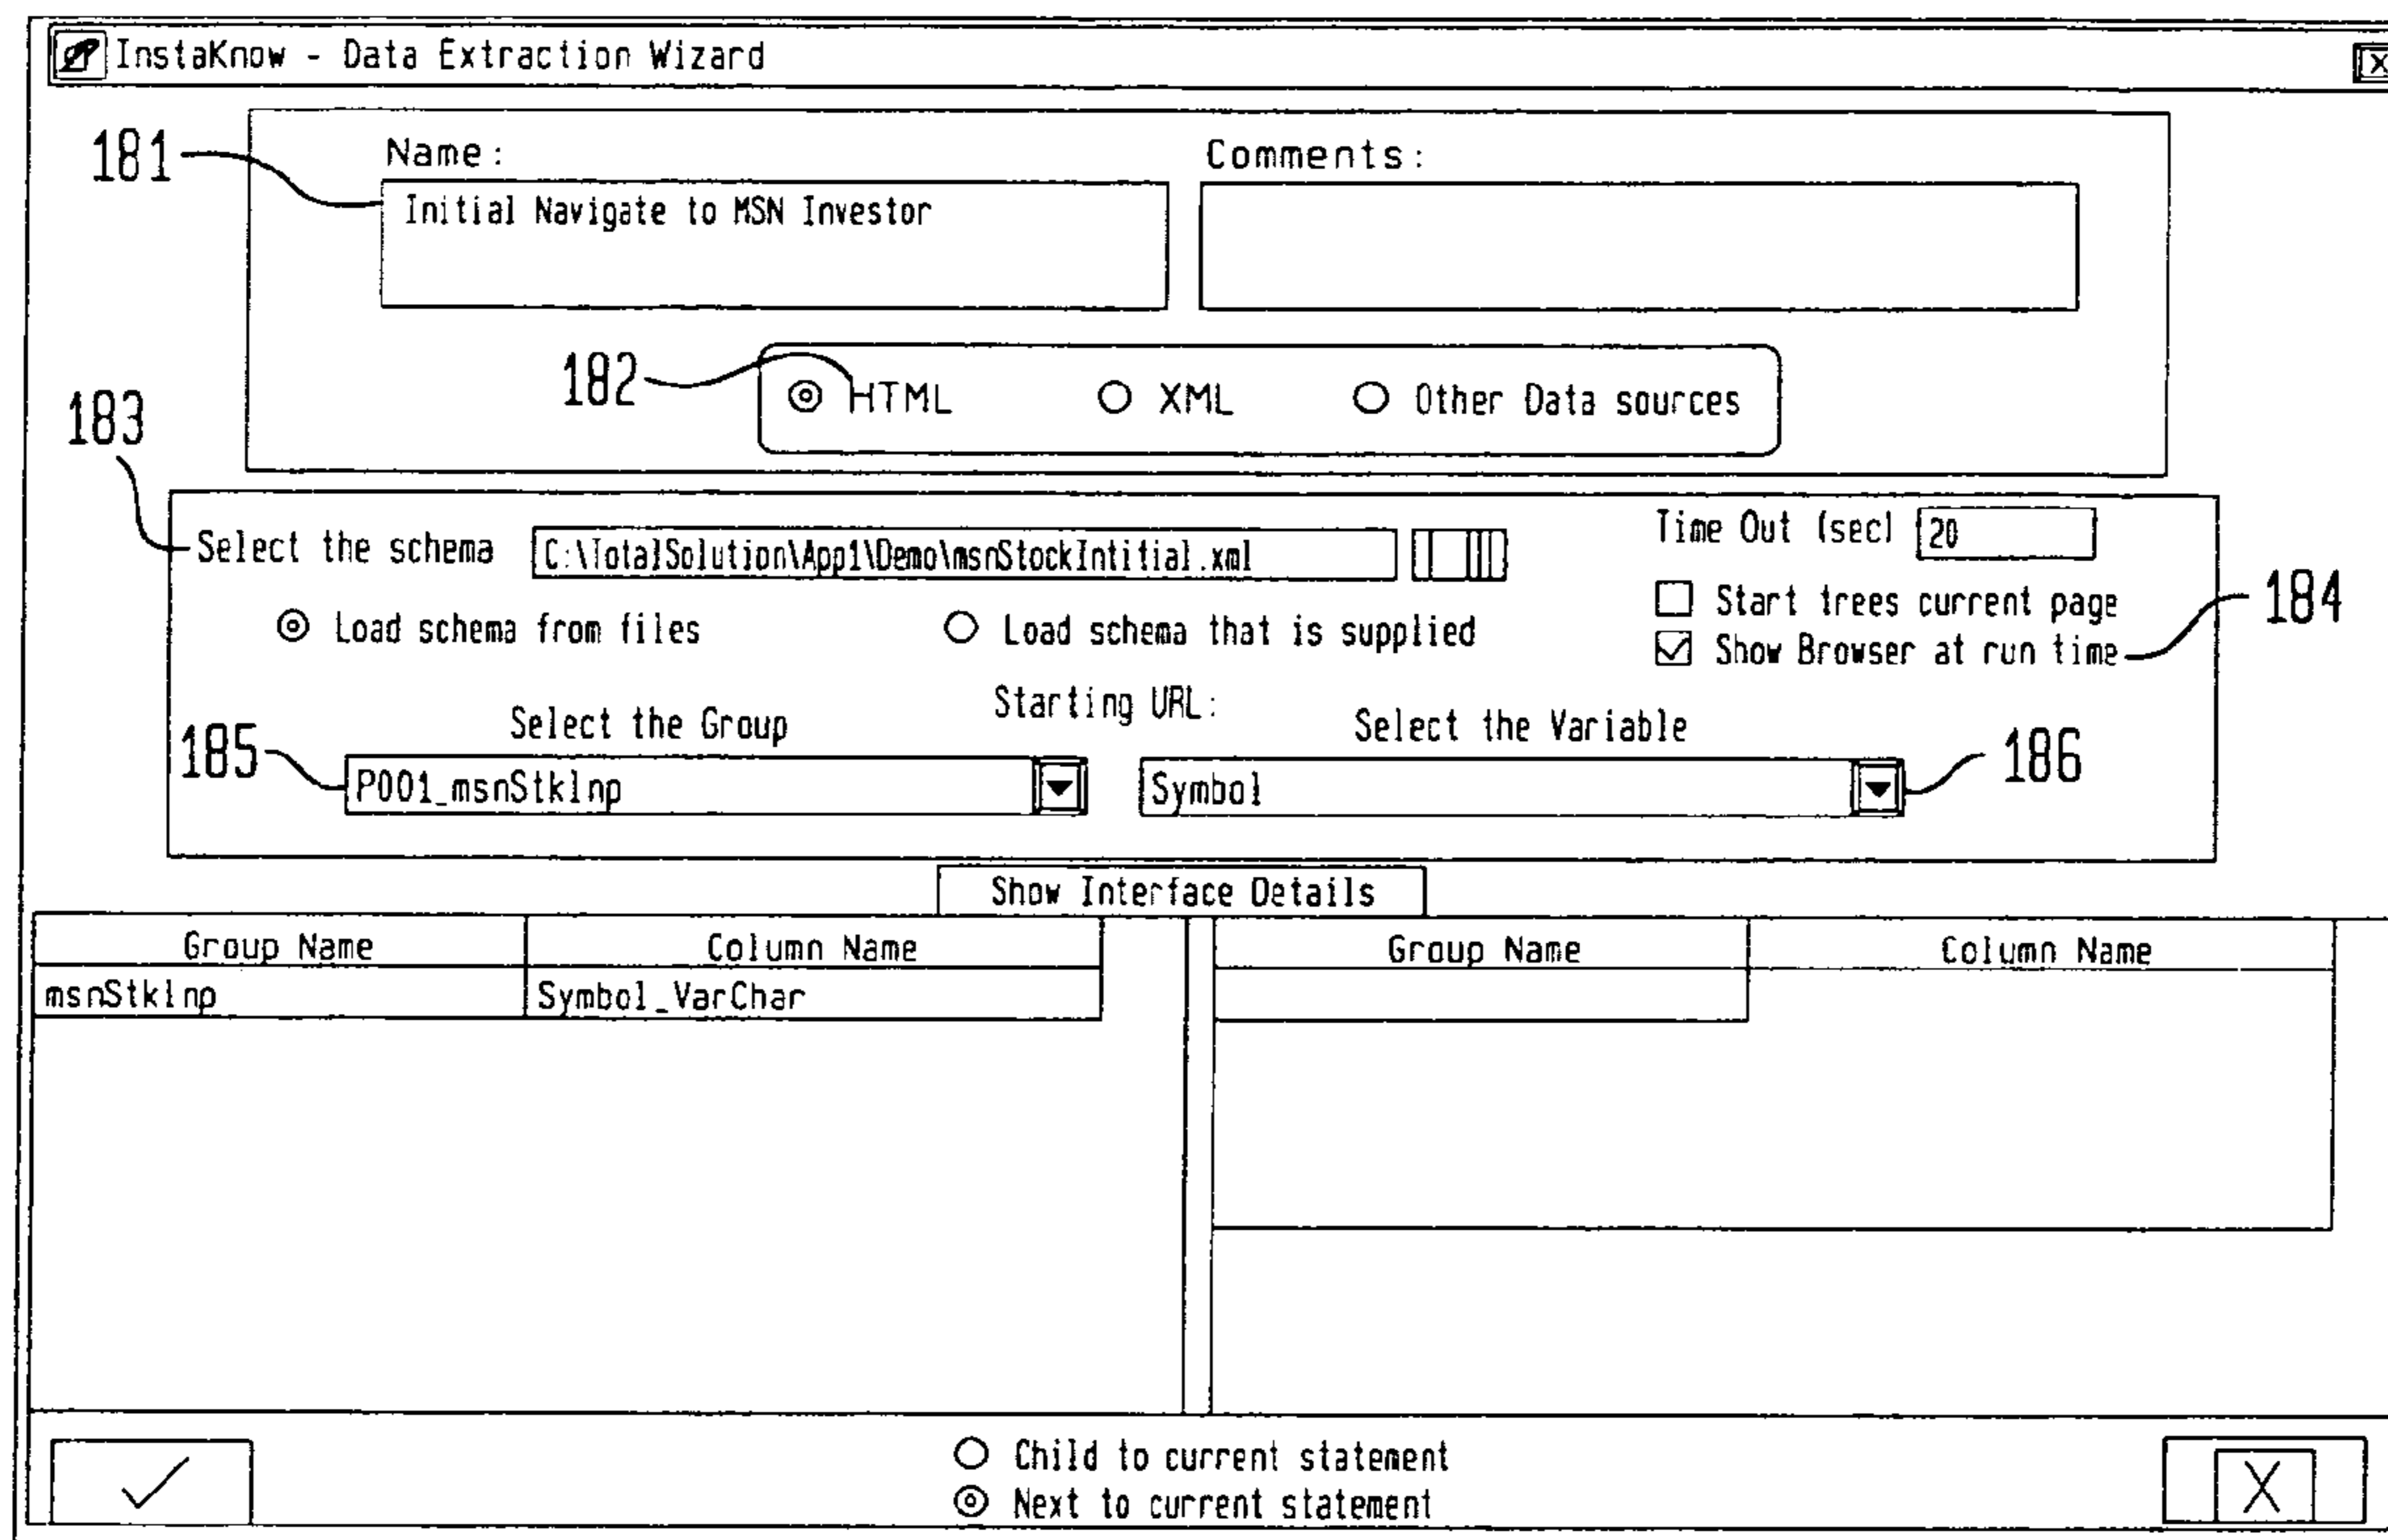 InstaKnow - Data Extraction Wizard
X
181
Name:
Comments:
Initial Navigate to MSN Investor
182
HTML
XML
Other Data sources
183
Select the schema
C:\TotalSolution\App1\Demo\msnStockIntitial.xml
Time Out (sec)
20
Load schema from files
Load schema that is supplied
Start trees current page
184
Show Browser at run time
Starting URL:
Select the Group
Select the Variable
185
P001_msnStklnp
Symbol
186
Show Interface Details
Group Name
Column Name
Group Name
Column Name
msnStklnp
Symbol_VarChar
Child to current statement
Next to current statement
X